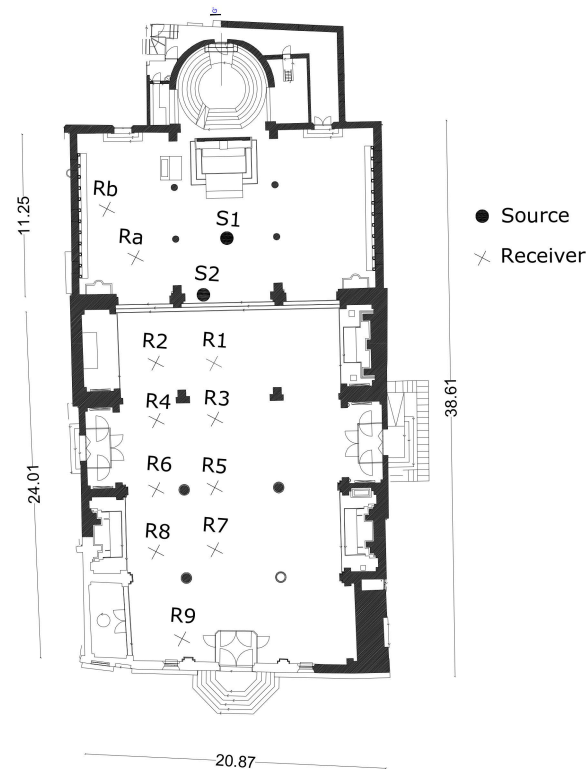 Rb
S1
Source
11.25
Ra
Receiver
S2
R2
R1
38.61
R4
R3
24.01
R6
R5
R8
R7
R9
20.87